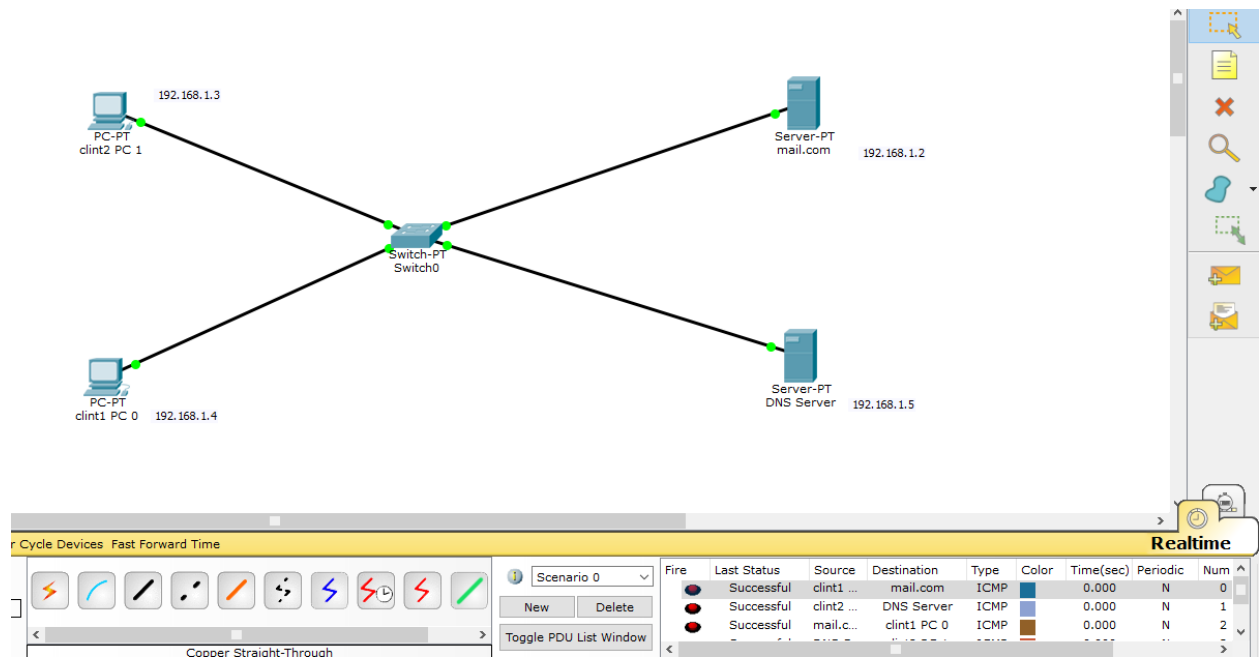 192.168.1.3
PC-PT
clint2 PC 1
Server-PT
mail.com
192.168.1.2
Switch-PT
Switch0
PC-PT
clint1 PC 0
192.168.1.4
Server-PT
DNS Server
192.168.1.5
Cycle Devices Fast Forward Time
Realtime
Scenario 0
New Delete
Toggle PDU List Window
Copper Straight-Through
Fire Last Status Source Destination Type Color Time(sec) Periodic Num
Successful clint1 ... mail.com ICMP 0.000 N 0
Successful clint2 ... DNS Server ICMP 0.000 N 1
Successful mail.c... clint1 PC 0 ICMP 0.000 N 2